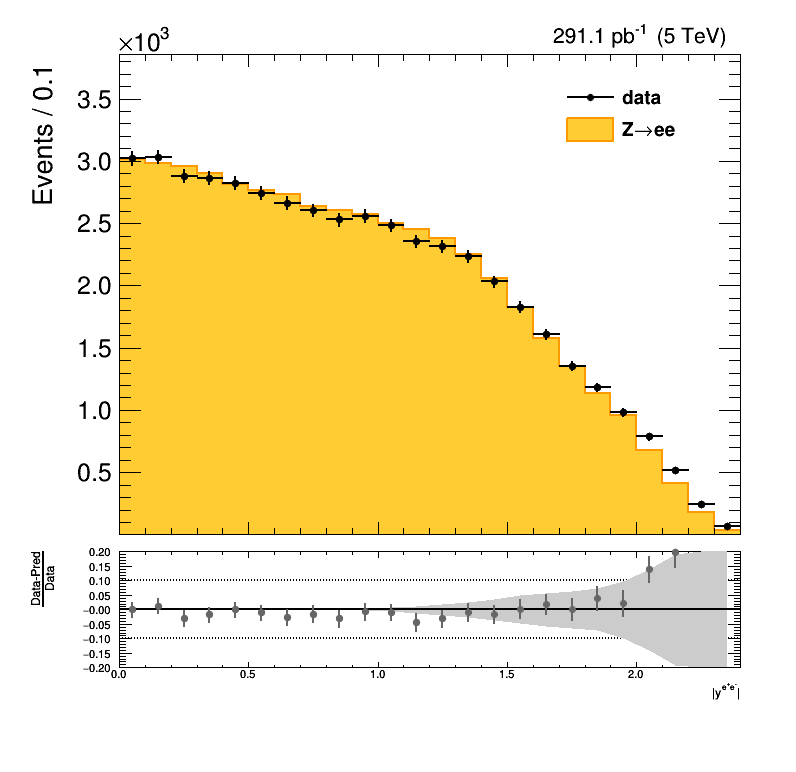 ×10³ 291.1 pb⁻¹ (5 TeV)
Events / 0.1
3.5
3.0
2.5
2.0
1.5
1.0
0.5
data
Z→ee
Data-Pred
Data
0.20
0.15
0.10
0.05
−0.00
−0.05
−0.10
−0.15
−0.20
0.0 0.5 1.0 1.5 2.0
|y^{e⁺e⁻}|